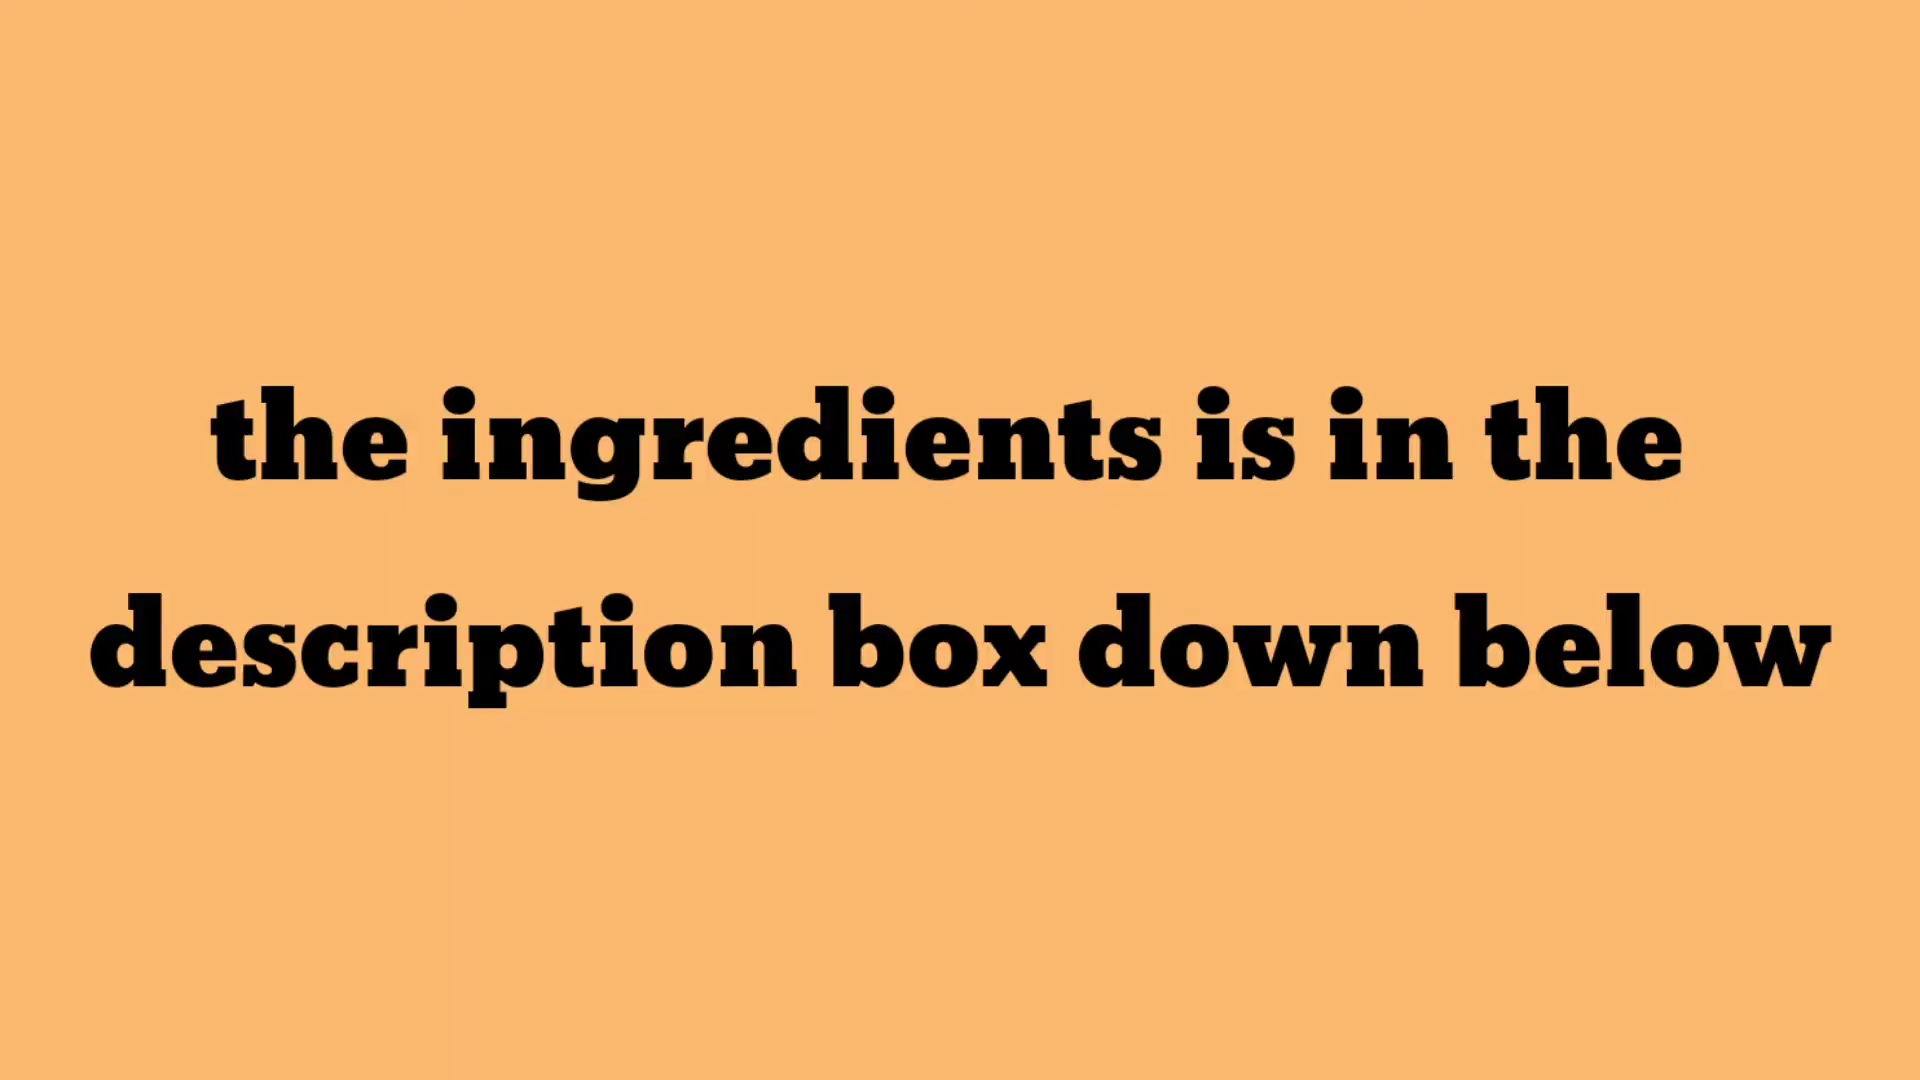 the ingredients is in the
description box down below